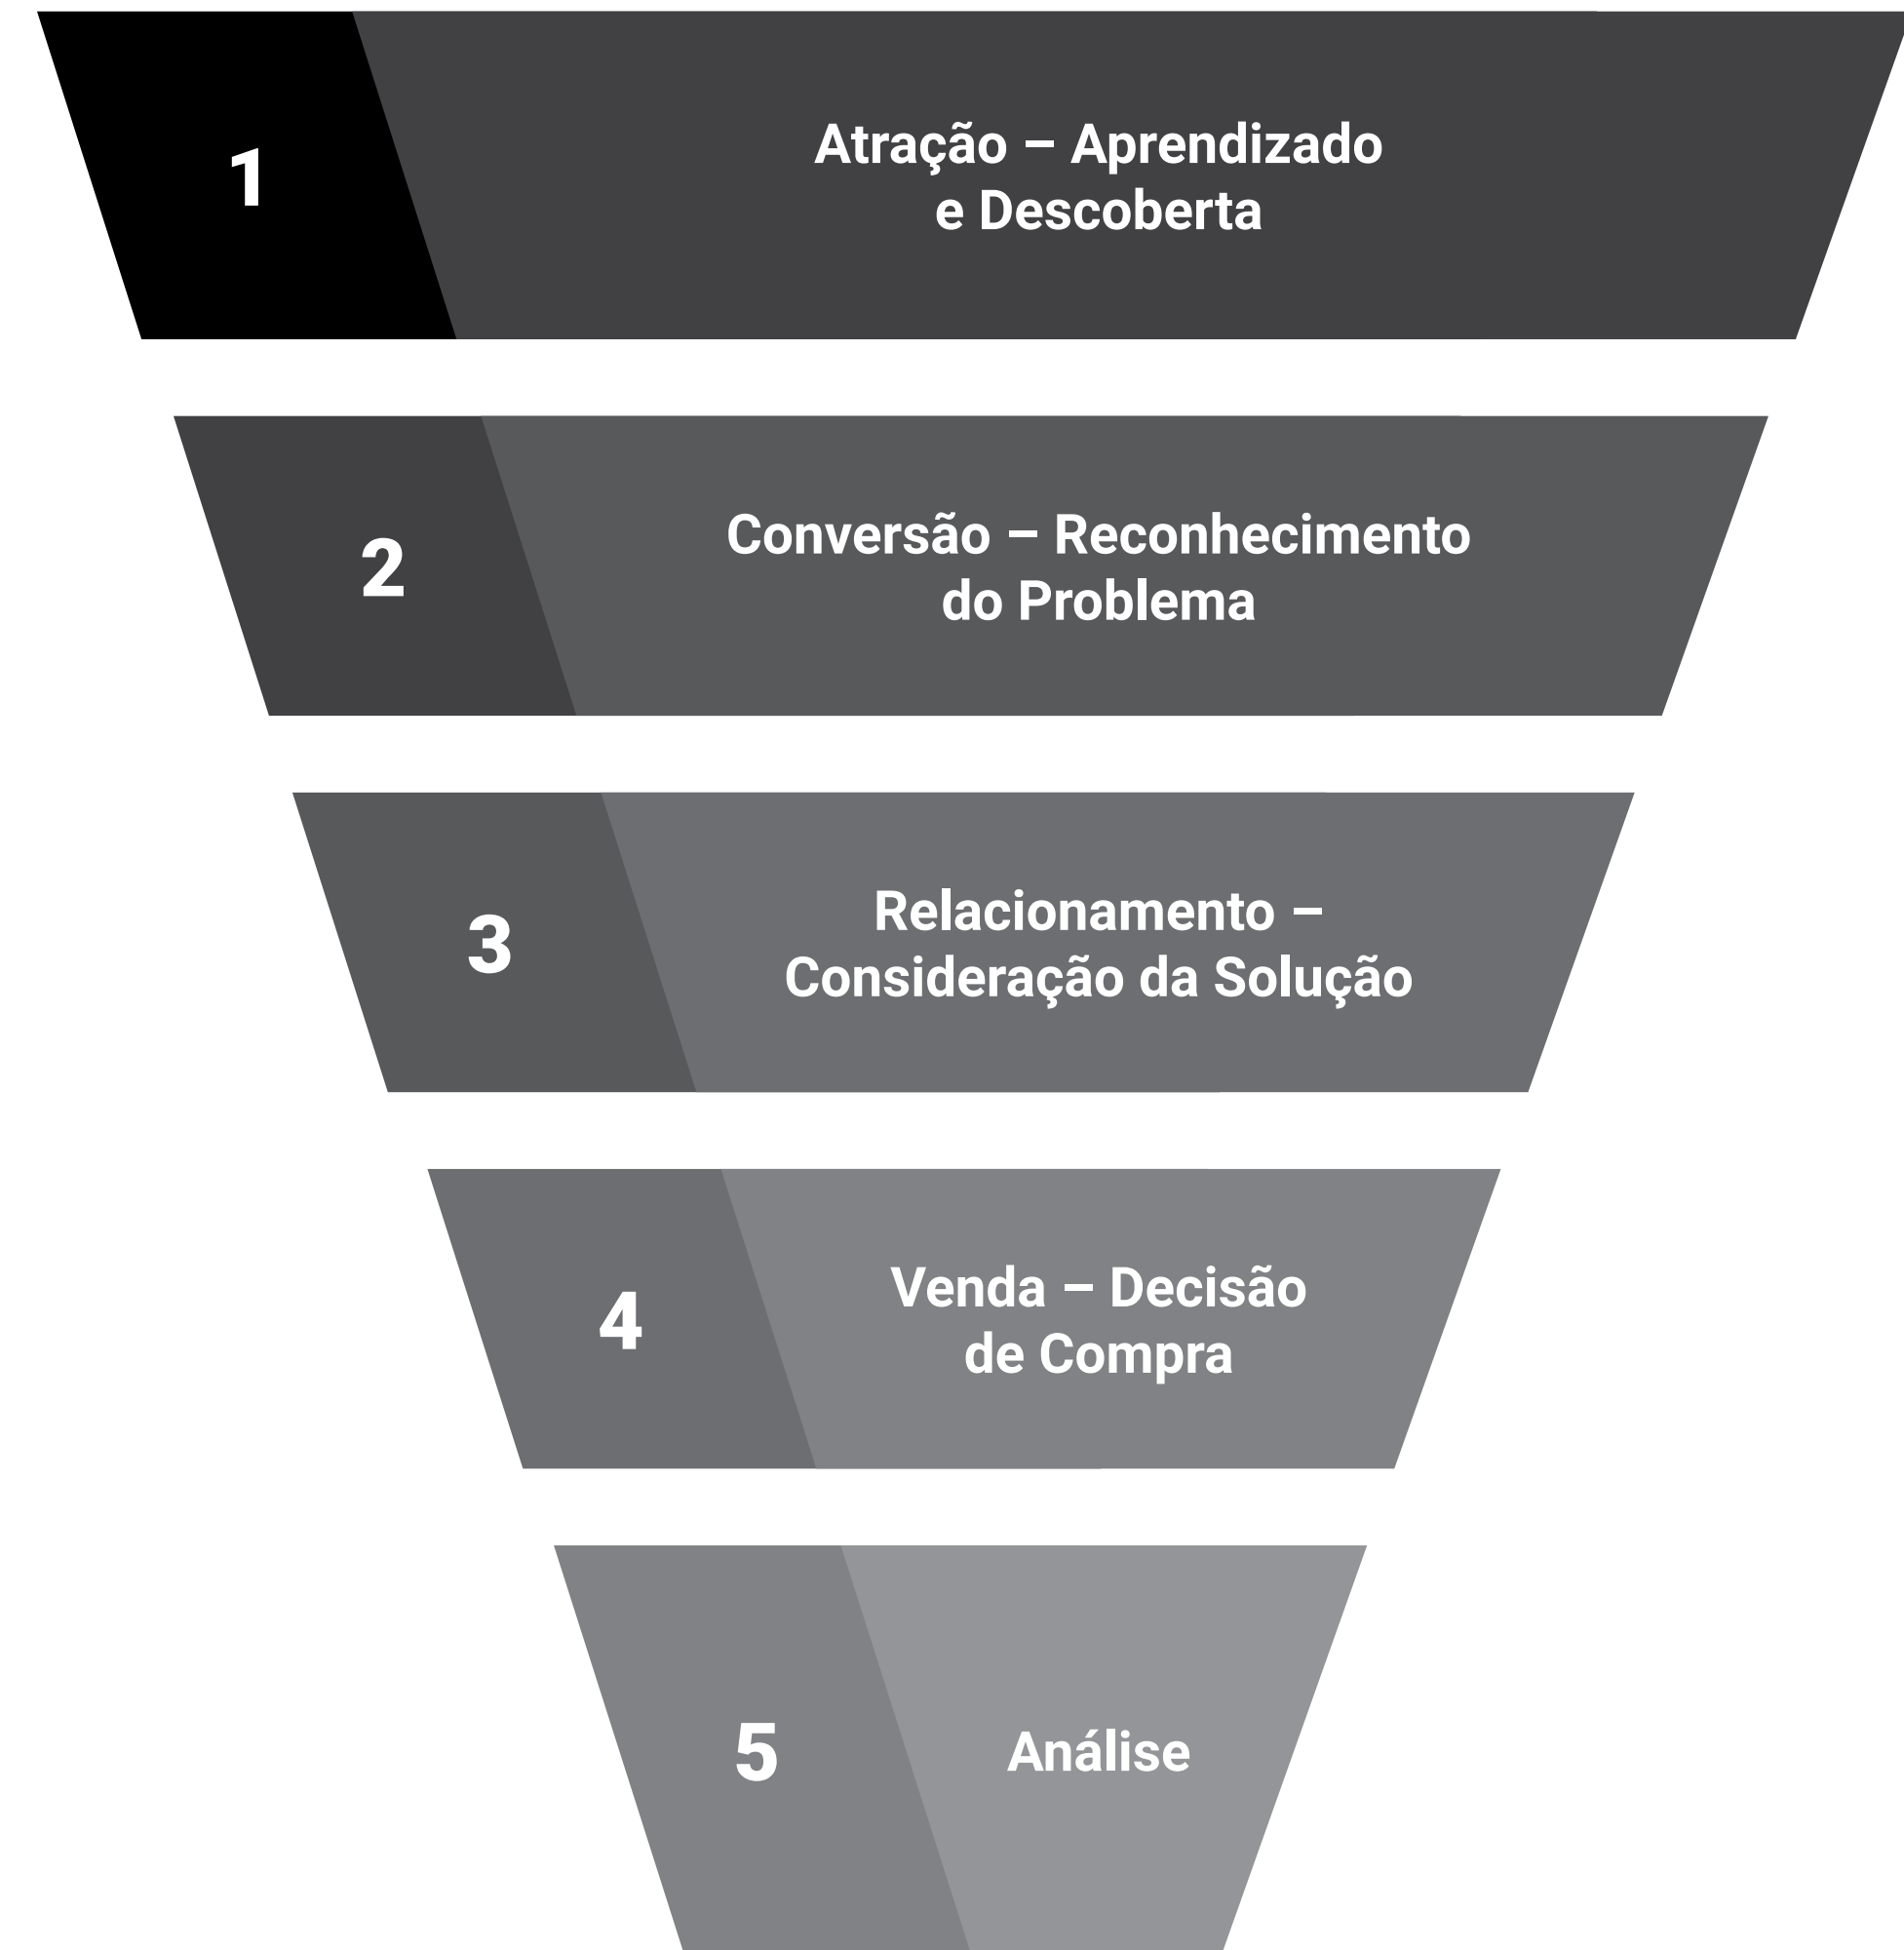 1
Atração – Aprendizado
e Descoberta
2
Conversão – Reconhecimento
do Problema
3
Relacionamento –
Consideração da Solução
4
Venda – Decisão
de Compra
5
Análise